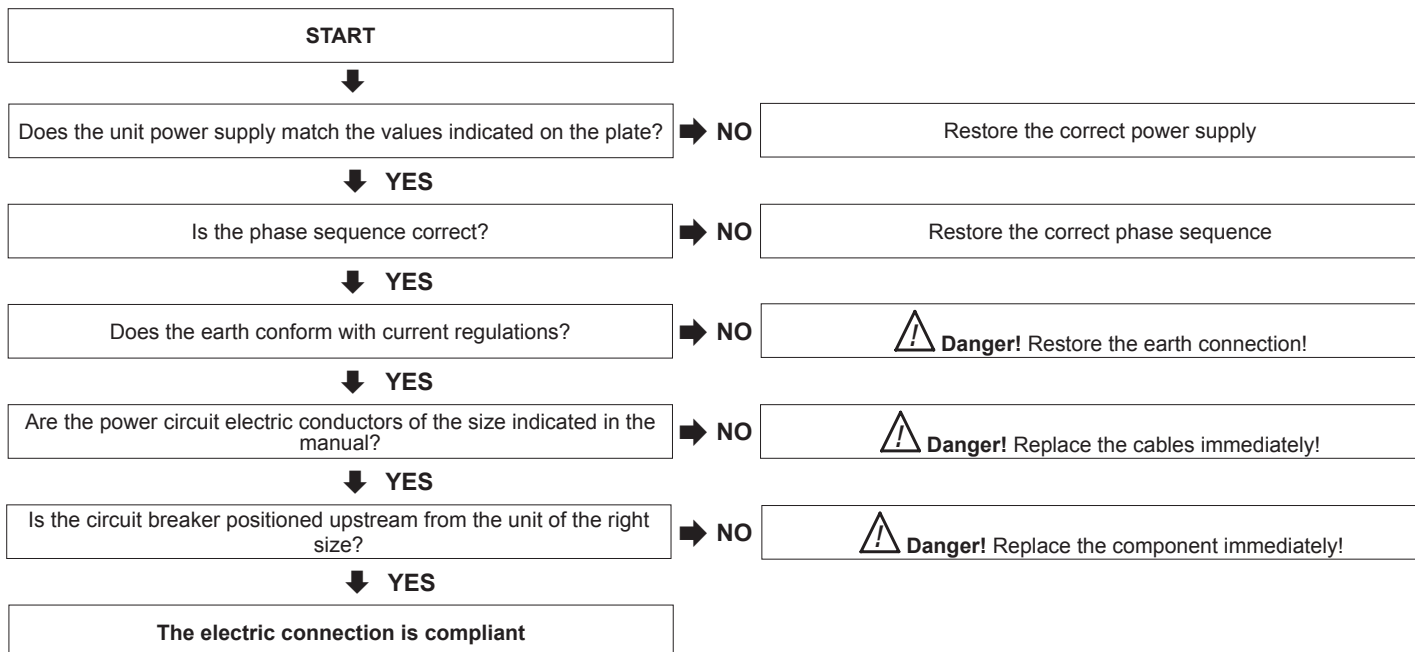 START
Does the unit power supply match the values indicated on the plate?
NO
Restore the correct power supply
YES
Is the phase sequence correct?
NO
Restore the correct phase sequence
YES
Does the earth conform with current regulations?
NO
Danger! Restore the earth connection!
YES
Are the power circuit electric conductors of the size indicated in the
manual?
NO
Danger! Replace the cables immediately!
YES
Is the circuit breaker positioned upstream from the unit of the right
size?
NO
Danger! Replace the component immediately!
YES
The electric connection is compliant